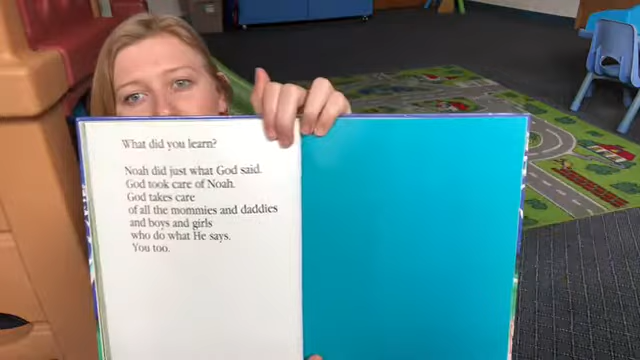 What did you learn?
Noah did just what God said.
God took care of Noah.
God takes care
of all the mommies and daddies
and boys and girls
who do what He says.
You too.